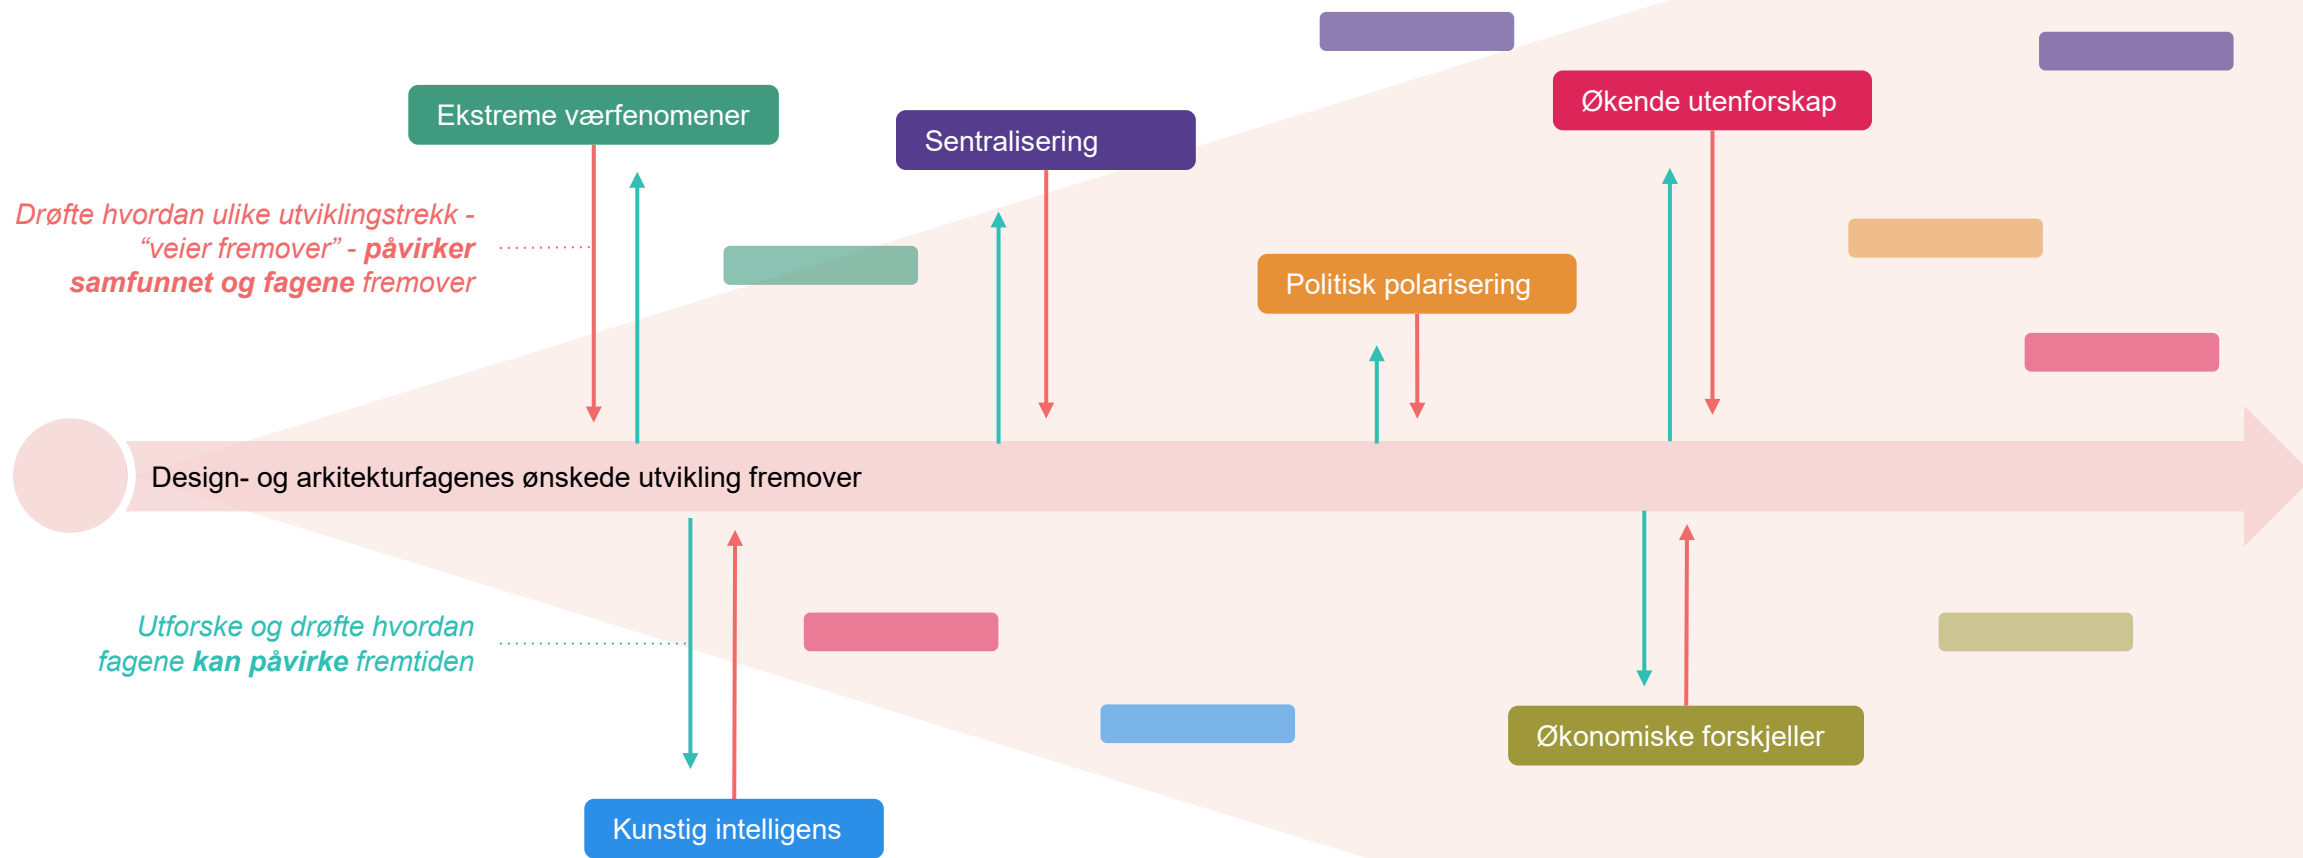 Ekstreme værfenomener
Sentralisering
Økende utenforskap
Drøfte hvordan ulike utviklingstrekk -
“veier fremover” - påvirker
samfunnet og fagene fremover
Politisk polarisering
Design- og arkitekturfagenes ønskede utvikling fremover
Utforske og drøfte hvordan
fagene kan påvirke fremtiden
Økonomiske forskjeller
Kunstig intelligens